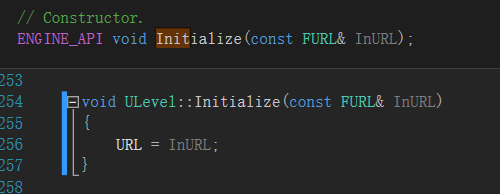 // Constructor.
ENGINE_API void Initialize(const FURL& InURL);
253
254 void ULevel::Initialize(const FURL& InURL)
255 {
256 URL = InURL;
257 }
258